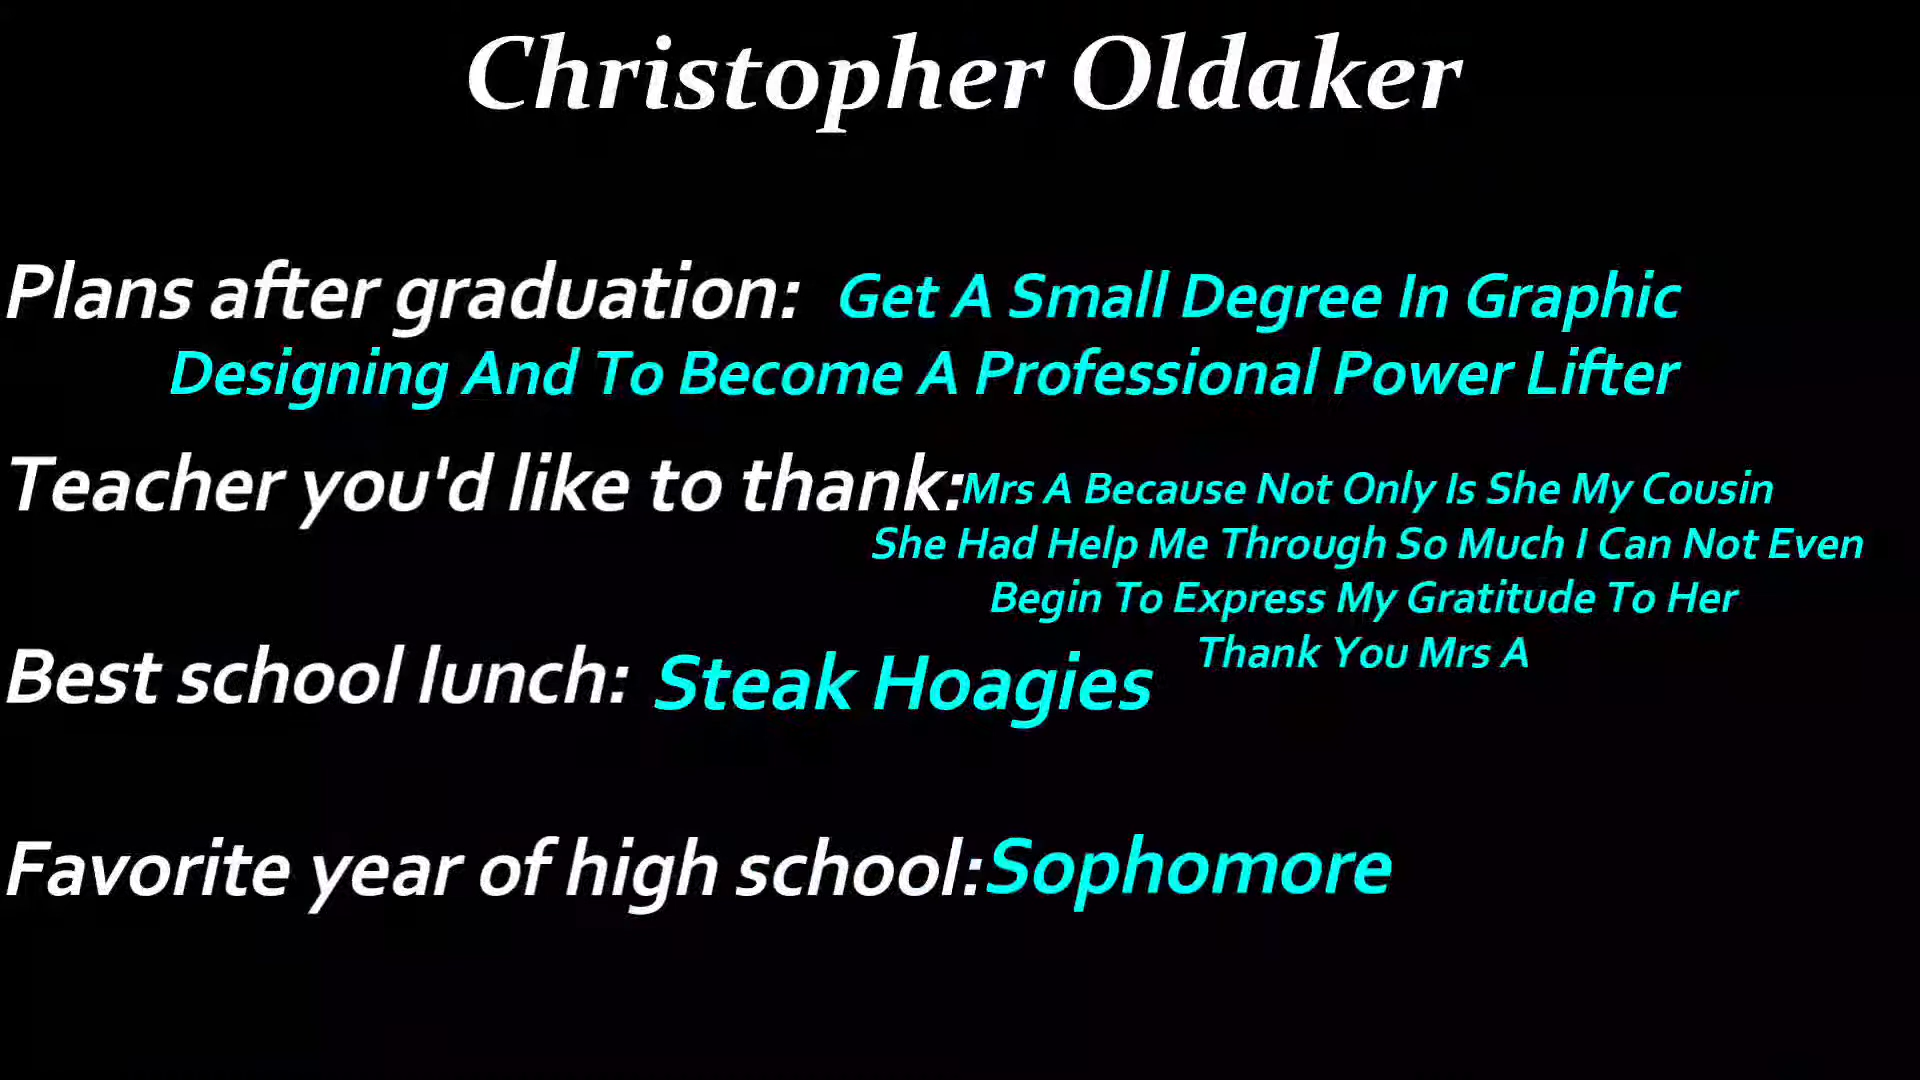 Christopher Oldaker
Plans after graduation: Get A Small Degree In Graphic
Designing And To Become A Professional Power Lifter
Teacher you'd like to thank: Mrs A Because Not Only Is She My Cousin
She Had Help Me Through So Much I Can Not Even
Begin To Express My Gratitude To Her
Thank You Mrs A
Best school lunch: Steak Hoagies
Favorite year of high school: Sophomore